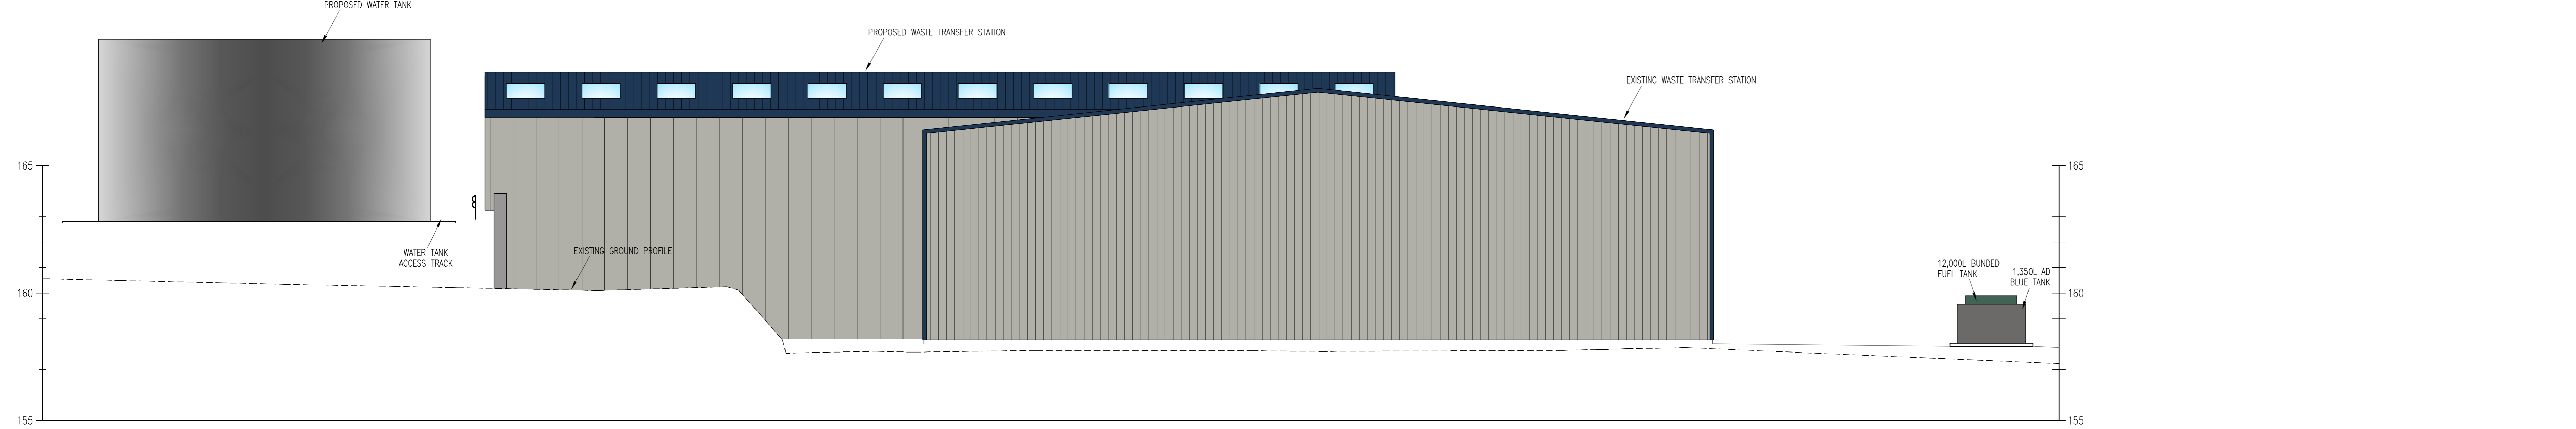 PROPOSED WATER TANK
PROPOSED WASTE TRANSFER STATION
EXISTING WASTE TRANSFER STATION
165
165
EXISTING GROUND PROFILE
WATER TANK
ACCESS TRACK
12,000L BUNDED
FUEL TANK
1,350L AD
BLUE TANK
160
160
155
155